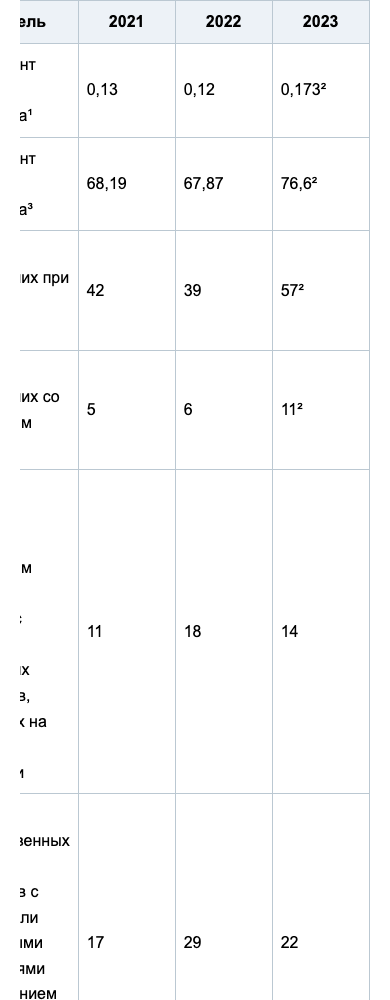 ель 2021 2022 2023
нт
0,13 0,12 0,173²
а¹
нт
68,19 67,87 76,6²
а³
их при
42 39 57²
их со
5 6 11²
м
м
с
11 18 14
х
в,
к на
и
венных
в с
ли
ими
17 29 22
ями
нием